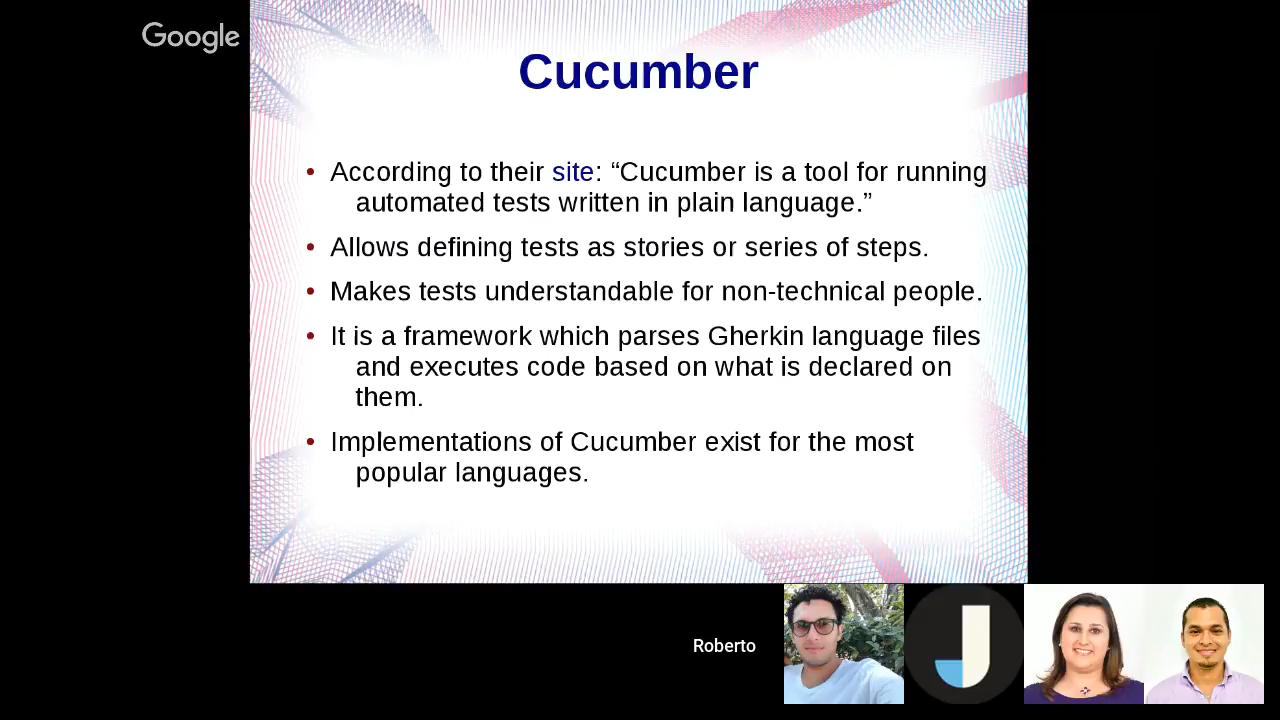 Google
Cucumber
• According to their site: “Cucumber is a tool for running
automated tests written in plain language.”
• Allows defining tests as stories or series of steps.
• Makes tests understandable for non-technical people.
• It is a framework which parses Gherkin language files
and executes code based on what is declared on
them.
• Implementations of Cucumber exist for the most
popular languages.
Roberto
J